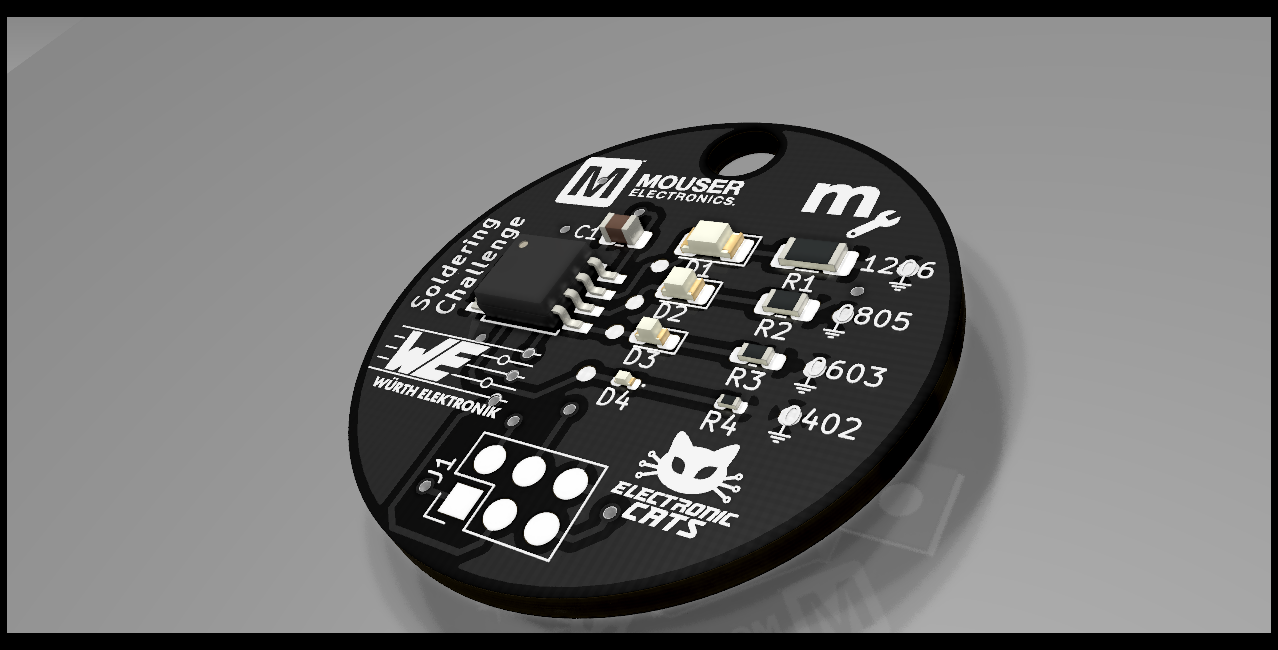 M MOUSER
ELECTRONICS.
m
Soldering
Challenge
C1
D1
R1
1206
D2
R2
0805
D3
R3
0603
D4
R4
0402
WE
WÜRTH ELEKTRONIK
J1
ELECTRONIC
CATS